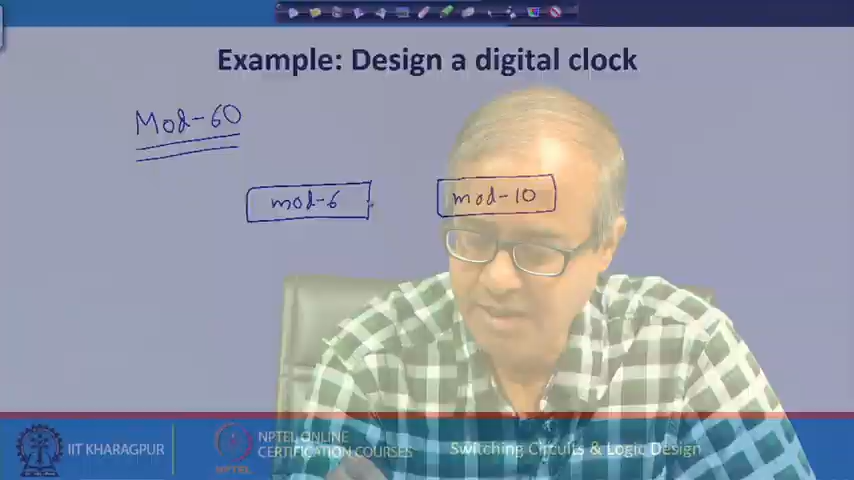 Example: Design a digital clock
Mod-60
mod-6
mod-10
IIT KHARAGPUR
NPTEL
NPTEL ONLINE
CERTIFICATION COURSES
Switching Circuits & Logic Design